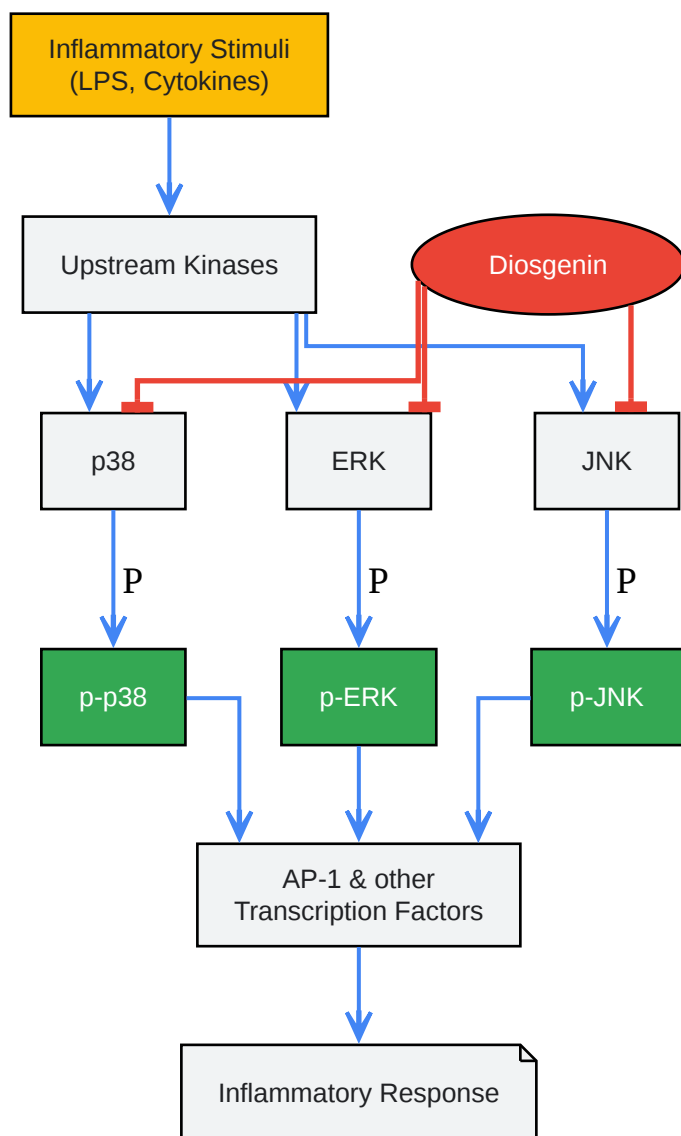 Inflammatory Stimuli
(LPS, Cytokines)
Upstream Kinases
Diosgenin
p38
ERK
JNK
P
P
P
p-p38
p-ERK
p-JNK
AP-1 & other
Transcription Factors
Inflammatory Response